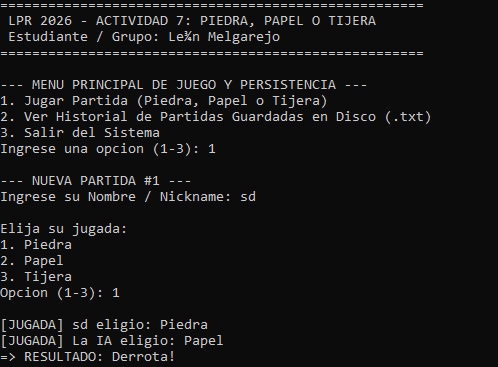 ====================================================
LPR 2026 - ACTIVIDAD 7: PIEDRA, PAPEL O TIJERA
Estudiante / Grupo: Le¾n Melgarejo
====================================================
--- MENU PRINCIPAL DE JUEGO Y PERSISTENCIA ---
1. Jugar Partida (Piedra, Papel o Tijera)
2. Ver Historial de Partidas Guardadas en Disco (.txt)
3. Salir del Sistema
Ingrese una opcion (1-3): 1
--- NUEVA PARTIDA #1 ---
Ingrese su Nombre / Nickname: sd
Elija su jugada:
1. Piedra
2. Papel
3. Tijera
Opcion (1-3): 1
[JUGADA] sd eligio: Piedra
[JUGADA] La IA eligio: Papel
=> RESULTADO: Derrota!